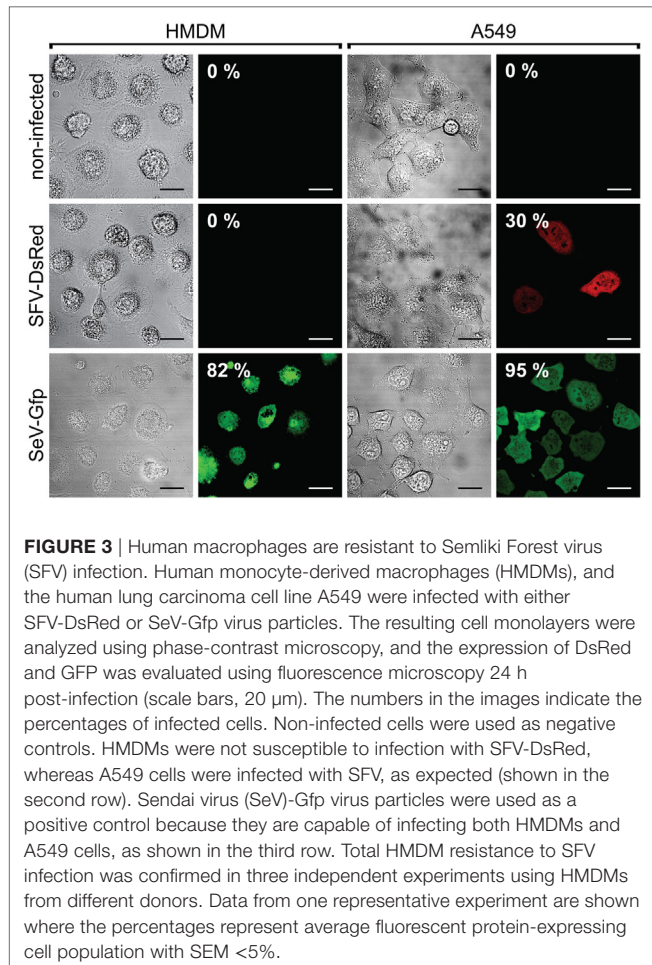 HMDM
A549
non-infected
0 %
0 %
SFV-DsRed
0 %
30 %
SeV-Gfp
82 %
95 %
FIGURE 3 | Human macrophages are resistant to Semliki Forest virus
(SFV) infection. Human monocyte-derived macrophages (HMDMs), and
the human lung carcinoma cell line A549 were infected with either
SFV-DsRed or SeV-Gfp virus particles. The resulting cell monolayers were
analyzed using phase-contrast microscopy, and the expression of DsRed
and GFP was evaluated using fluorescence microscopy 24 h
post-infection (scale bars, 20 μm). The numbers in the images indicate the
percentages of infected cells. Non-infected cells were used as negative
controls. HMDMs were not susceptible to infection with SFV-DsRed,
whereas A549 cells were infected with SFV, as expected (shown in the
second row). Sendai virus (SeV)-Gfp virus particles were used as a
positive control because they are capable of infecting both HMDMs and
A549 cells, as shown in the third row. Total HMDM resistance to SFV
infection was confirmed in three independent experiments using HMDMs
from different donors. Data from one representative experiment are shown
where the percentages represent average fluorescent protein-expressing
cell population with SEM <5%.